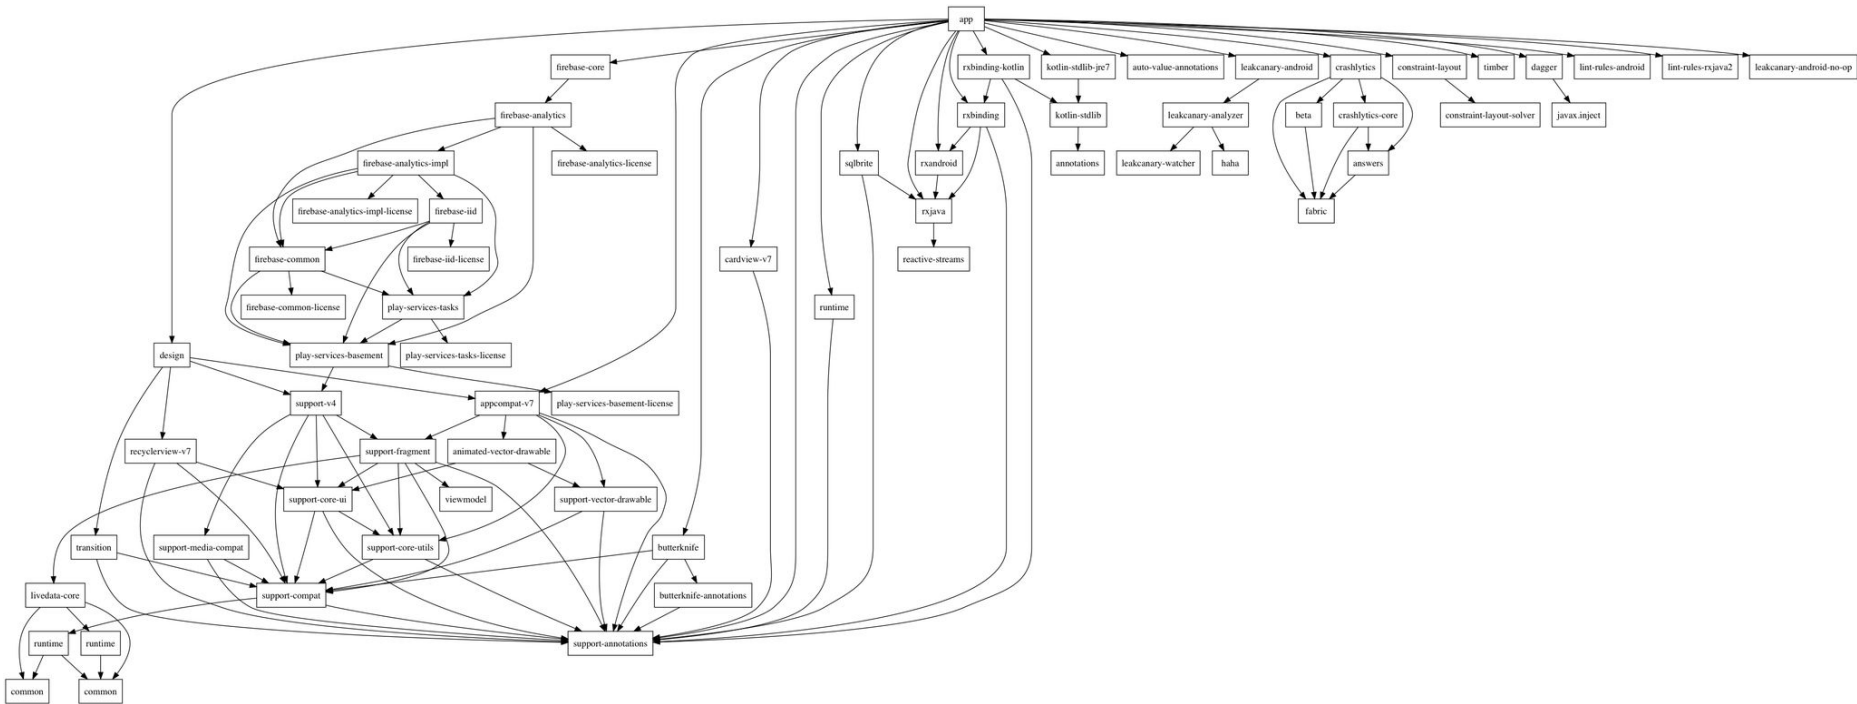 app
firebase-core
rxbinding-kotlin
kotlin-stdlib-jre7
auto-value-annotations
leakcanary-android
crashlytics
constraint-layout
timber
dagger
lint-rules-android
lint-rules-rxjava2
leakcanary-android-no-op
firebase-analytics
rxbinding
kotlin-stdlib
leakcanary-analyzer
beta
crashlytics-core
constraint-layout-solver
javax.inject
firebase-analytics-impl
firebase-analytics-license
sqlbrite
rxandroid
annotations
leakcanary-watcher
haha
answers
firebase-analytics-impl-license
firebase-iid
rxjava
fabric
firebase-common
firebase-iid-license
cardview-v7
reactive-streams
firebase-common-license
play-services-tasks
runtime
design
play-services-basement
play-services-tasks-license
support-v4
appcompat-v7
play-services-basement-license
recyclerview-v7
support-fragment
animated-vector-drawable
support-core-ui
viewmodel
support-vector-drawable
transition
support-media-compat
support-core-utils
butterknife
livedata-core
support-compat
butterknife-annotations
runtime
runtime
support-annotations
common
common